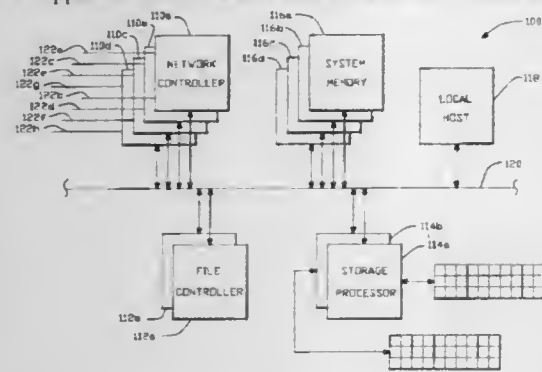 110a
110b
110c
110d
122a
122c
122e
122g
122b
122d
122f
122h
NETWORK
CONTROLLER
116a
116b
116c
116d
SYSTEM
MEMORY
100
118
LOCAL
HOST
120
FILE
CONTROLLER
112a
114b
114a
STORAGE
PROCESSOR